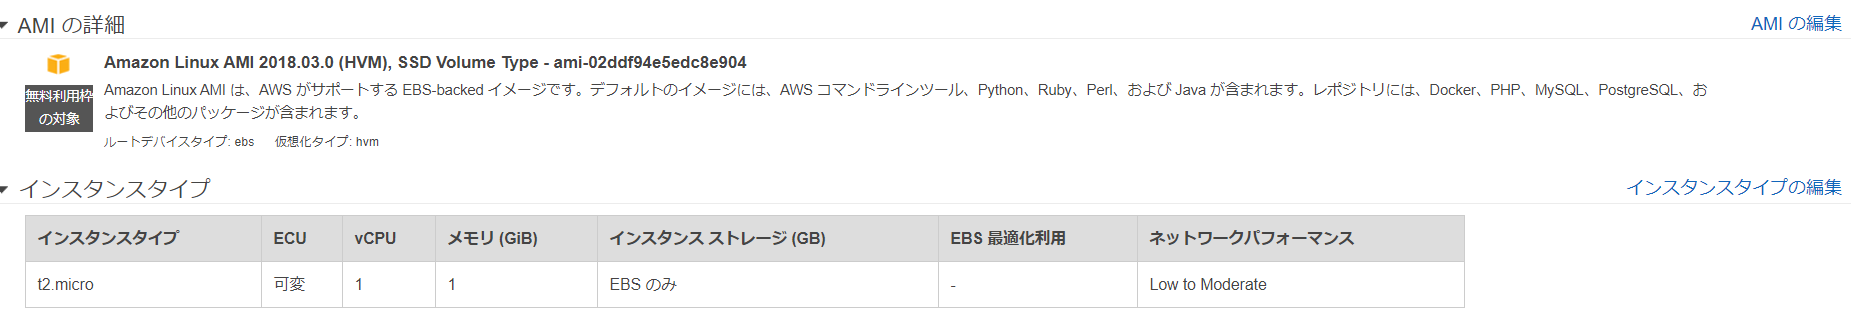 AMI の詳細
AMI の編集
Amazon Linux AMI 2018.03.0 (HVM), SSD Volume Type - ami-02ddf94e5edc8e904
無料利用枠
の対象
Amazon Linux AMI は、AWS がサポートする EBS-backed イメージです。デフォルトのイメージには、AWS コマンドラインツール、Python、Ruby、Perl、および Java が含まれます。レポジトリには、Docker、PHP、MySQL、PostgreSQL、お
よびその他のパッケージが含まれます。
ルートデバイスタイプ: ebs 仮想化タイプ: hvm
インスタンスタイプ
インスタンスタイプの編集
インスタンスタイプ ECU vCPU メモリ (GiB) インスタンス ストレージ (GB) EBS 最適化利用 ネットワークパフォーマンス
t2.micro 可変 1 1 EBS のみ - Low to Moderate